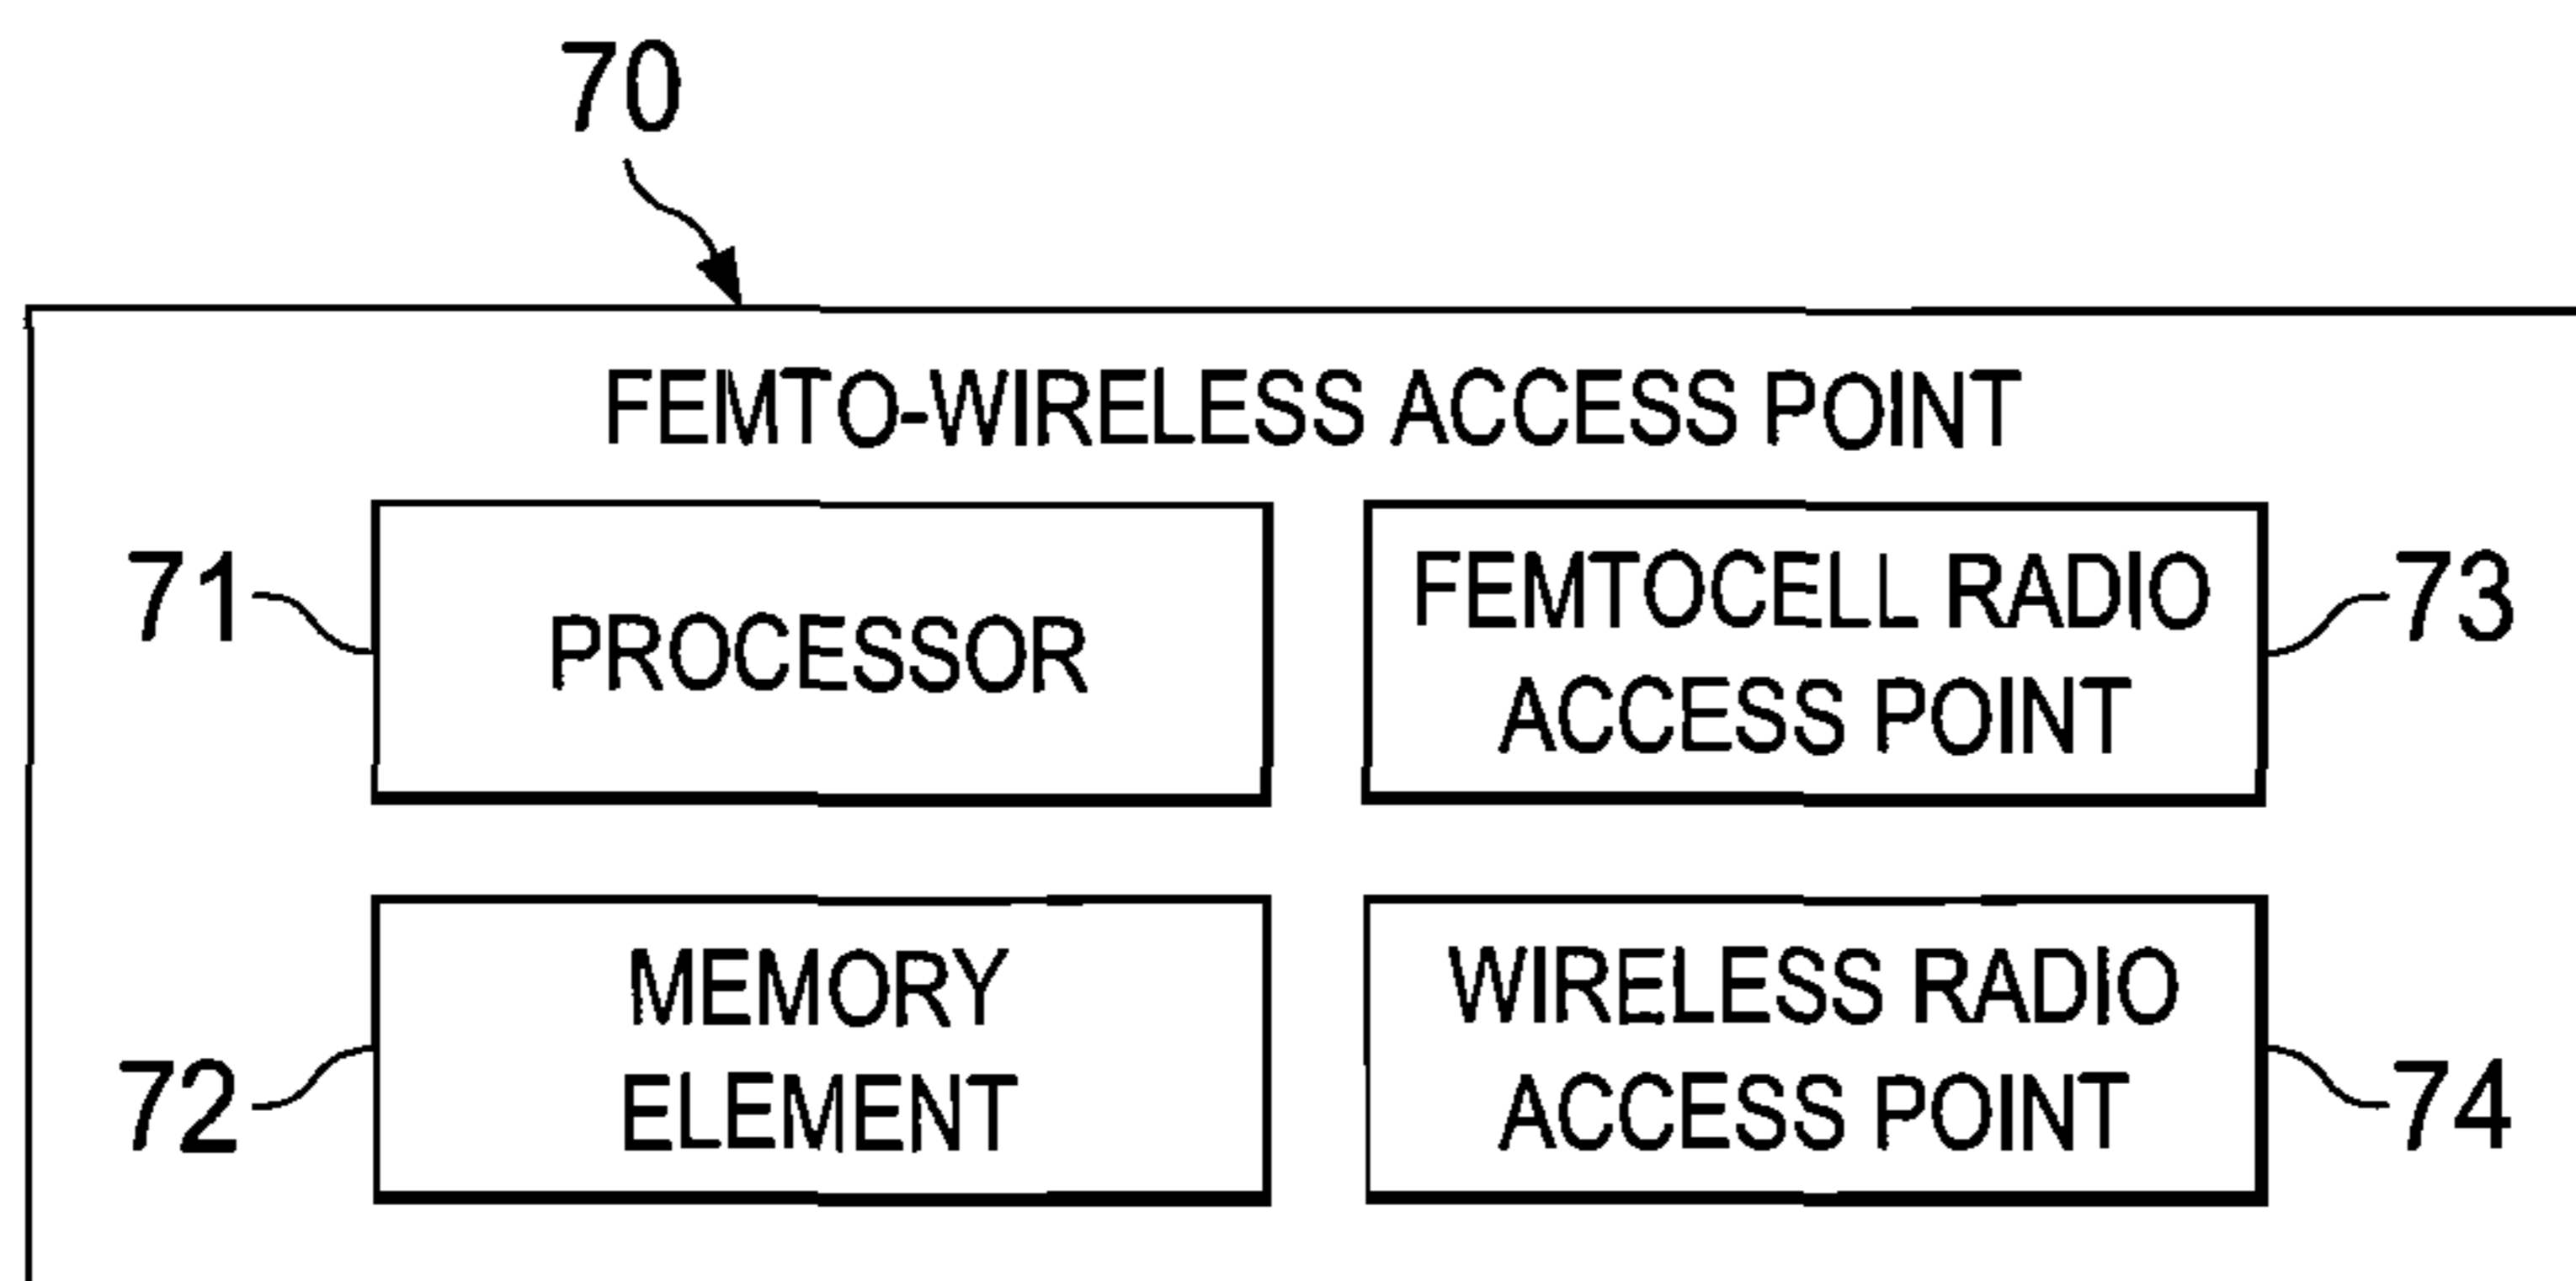 70
FEMTO-WIRELESS ACCESS POINT
71
PROCESSOR
FEMTOCELL RADIO
ACCESS POINT
73
72
MEMORY
ELEMENT
WIRELESS RADIO
ACCESS POINT
74